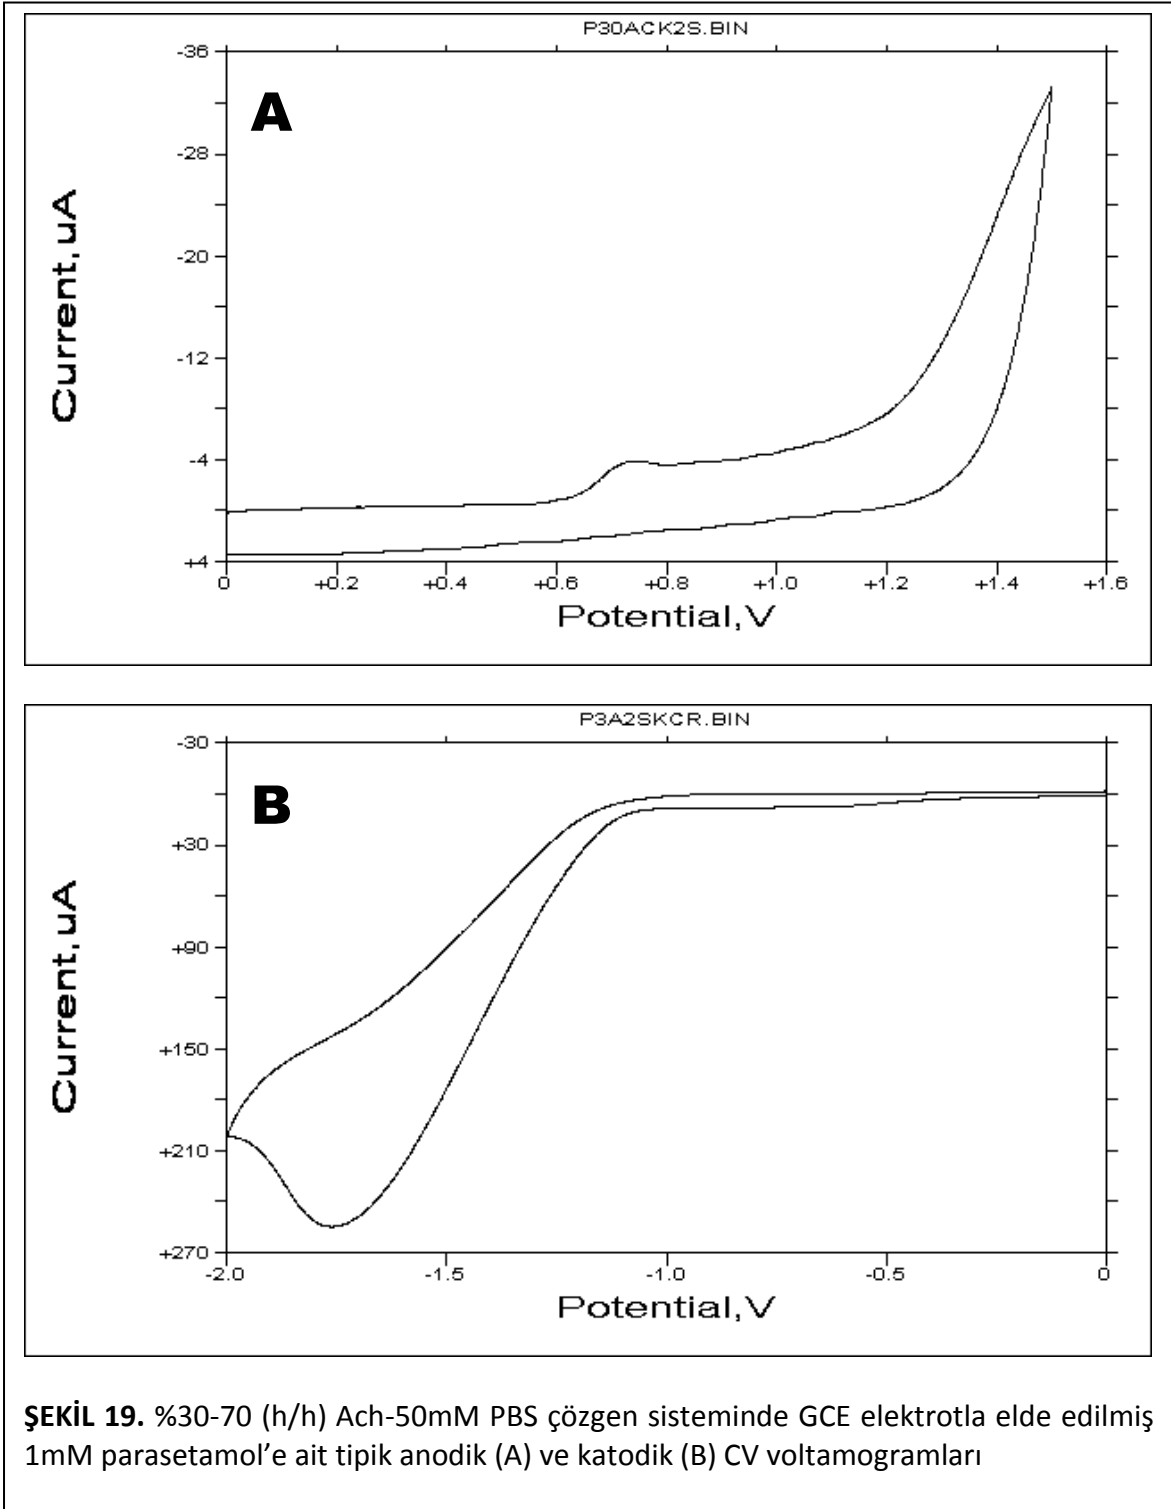 P30ACK2S.BIN
A
Current, uA
-36
-28
-20
-12
-4
+4
0 +0.2 +0.4 +0.6 +0.8 +1.0 +1.2 +1.4 +1.6
Potential,V
P3A2SKCR.BIN
B
Current, uA
-30
+30
+90
+150
+210
+270
-2.0 -1.5 -1.0 -0.5 0
Potential,V
ŞEKİL 19. %30-70 (h/h) Ach-50mM PBS çözgen sisteminde GCE elektrotla elde edilmiş
1mM parasetamol’e ait tipik anodik (A) ve katodik (B) CV voltamogramları